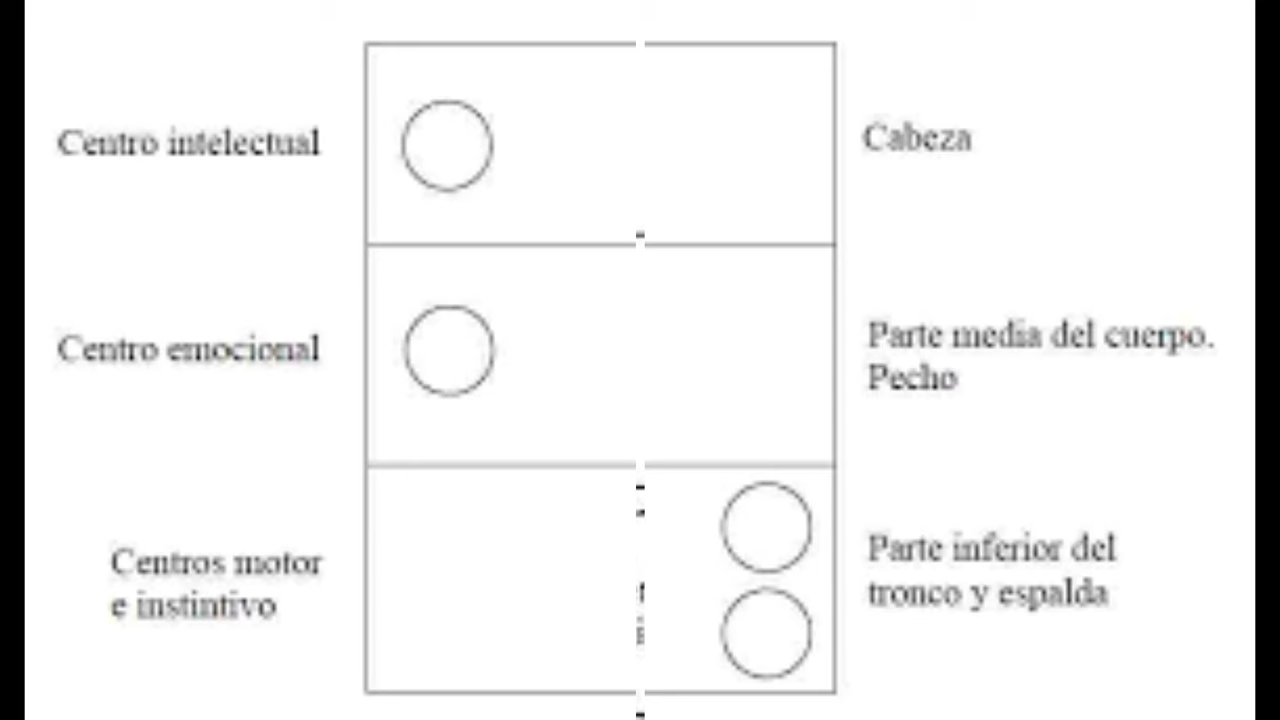 Centro intelectual
Cabeza
Centro emocional
Parte media del cuerpo.
Pecho
Centros motor
e instintivo
Parte inferior del
tronco y espalda